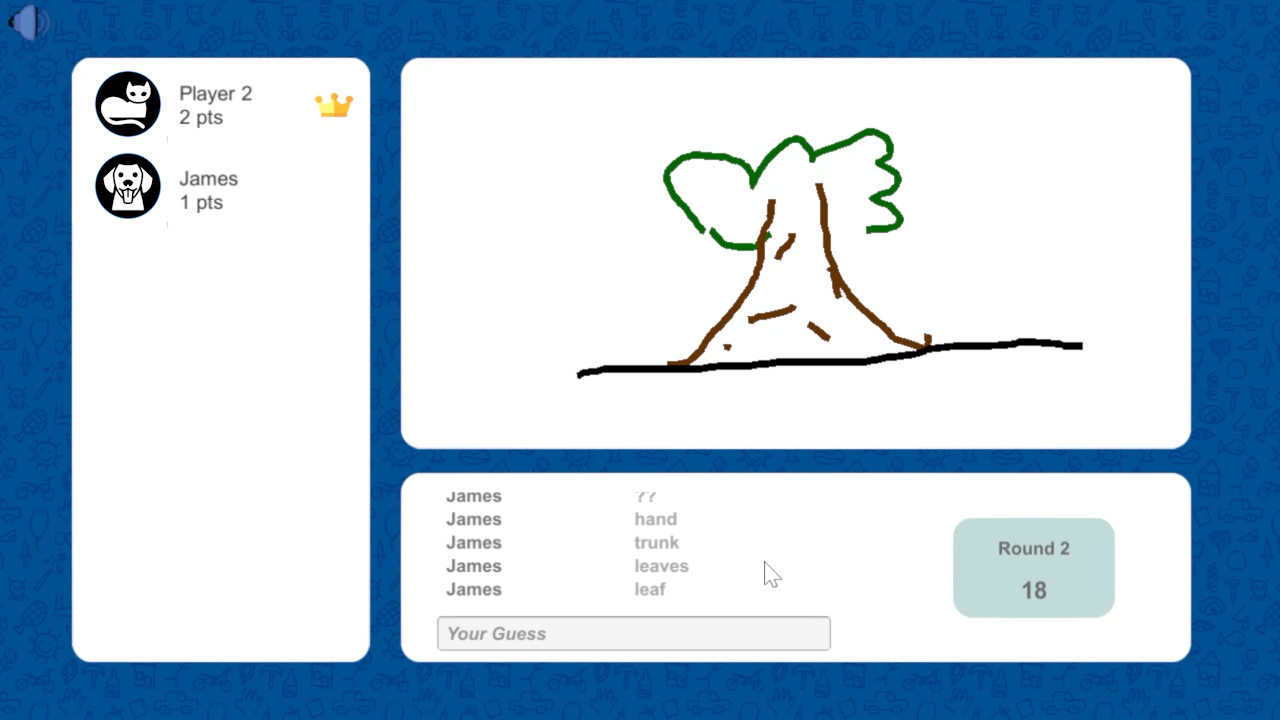 Player 2
2 pts
James
1 pts
James ??
James hand
James trunk
James leaves
James leaf
Your Guess
Round 2
18